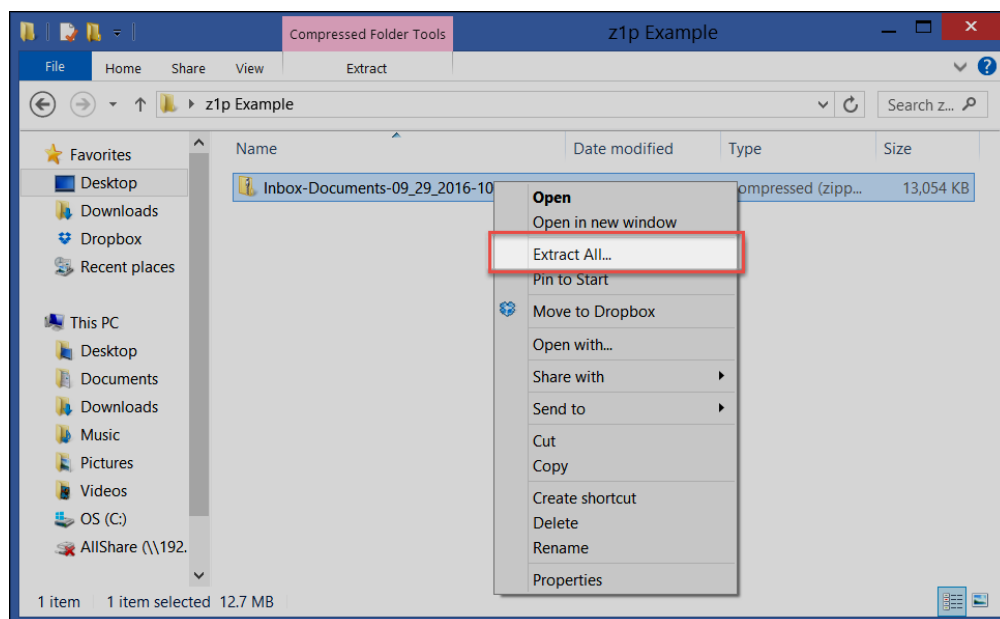 Compressed Folder Tools
z1p Example
File Home Share View Extract
z1p Example
Search z...
Favorites
Desktop
Downloads
Dropbox
Recent places
This PC
Desktop
Documents
Downloads
Music
Pictures
Videos
OS (C:)
AllShare (\\192.
Name Date modified Type Size
Inbox-Documents-09_29_2016-10 ompressed (zipp... 13,054 KB
Open
Open in new window
Extract All...
Pin to Start
Move to Dropbox
Open with...
Share with
Send to
Cut
Copy
Create shortcut
Delete
Rename
Properties
1 item 1 item selected 12.7 MB